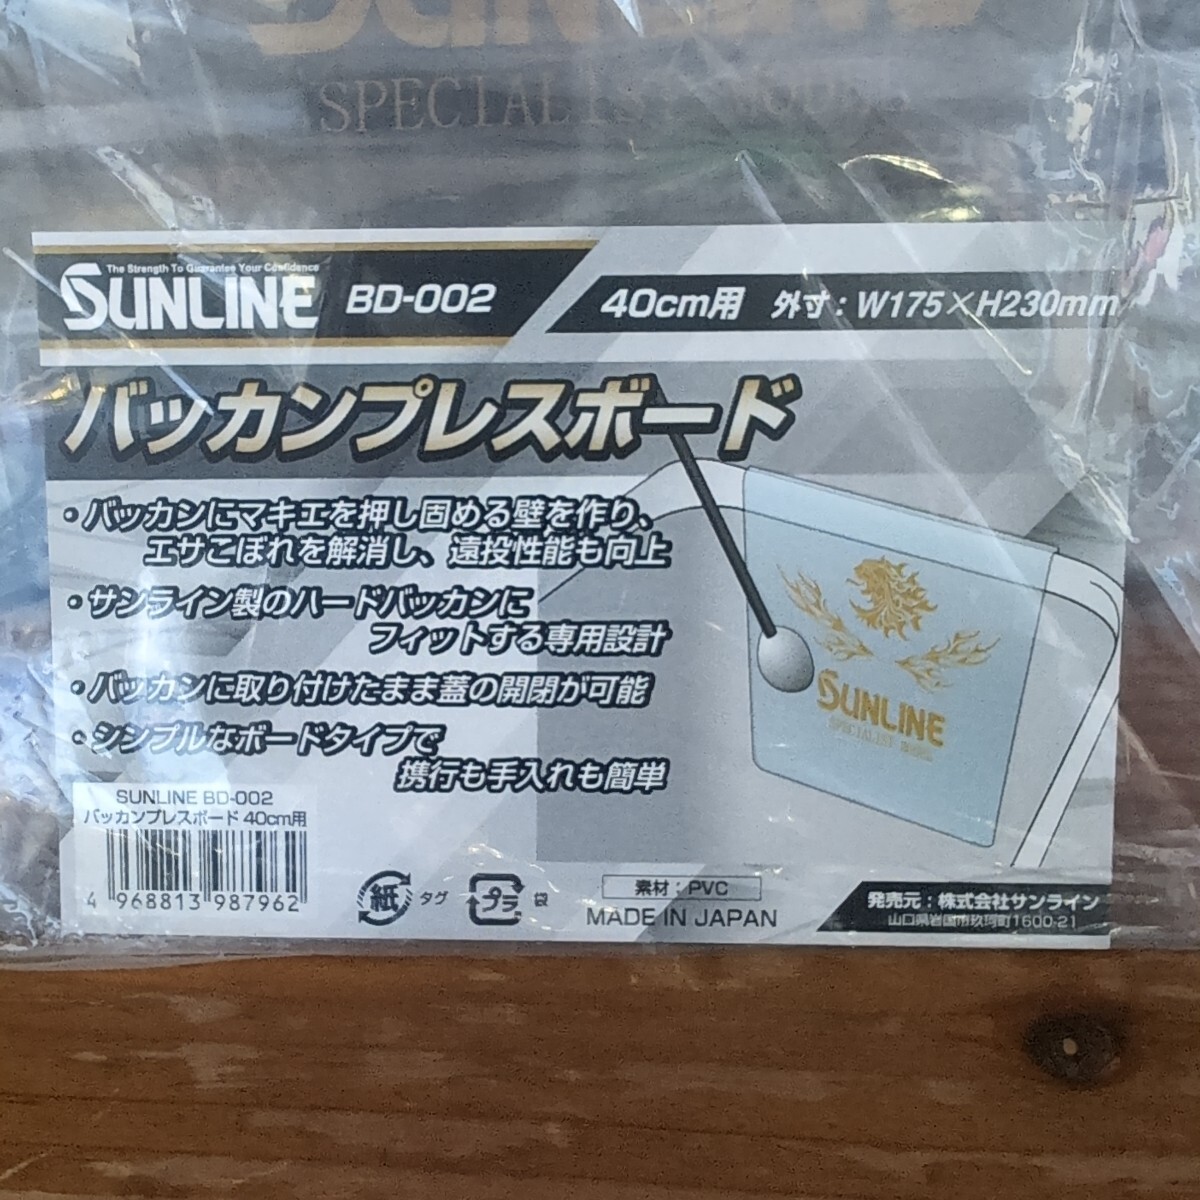 SUNLINE
SPECIALIST MODEL
The Strength To Guarantee Your Confidence
SUNLINE BD-002 40cm用 外寸：W175×H230mm
バッカンプレスボード
・バッカンにマキエを押し固める壁を作り、
エサこぼれを解消し、遠投性能も向上
・サンライン製のハードバッカンに
フィットする専用設計
・バッカンに取り付けたまま蓋の開閉が可能
・シンプルなボードタイプで
携行も手入れも簡単
SUNLINE
SPECIALIST MODEL
SUNLINE BD-002
バッカンプレスボード 40cm用
4 968813 987962
紙 タグ プラ 袋
素材：PVC
MADE IN JAPAN
発売元：株式会社サンライン
山口県岩国市玖珂町1600-21